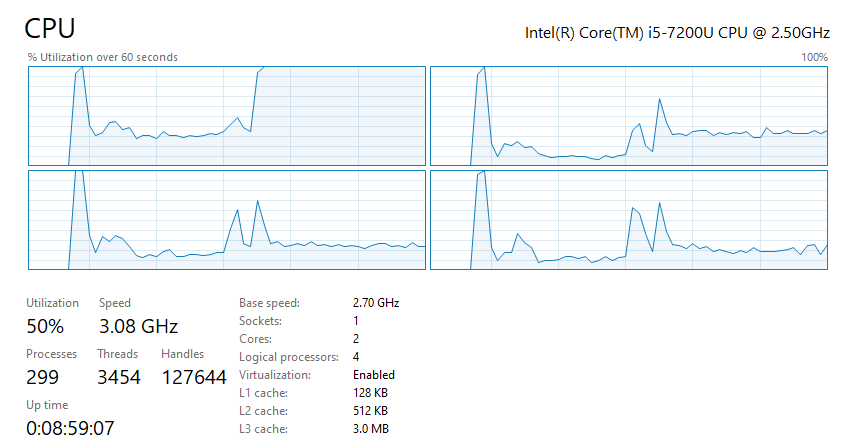 CPU
Intel(R) Core(TM) i5-7200U CPU @ 2.50GHz
% Utilization over 60 seconds
100%
Utilization
Speed
50%
3.08 GHz
Processes
Threads
Handles
299
3454
127644
Up time
0:08:59:07
Base speed: 2.70 GHz
Sockets: 1
Cores: 2
Logical processors: 4
Virtualization: Enabled
L1 cache: 128 KB
L2 cache: 512 KB
L3 cache: 3.0 MB